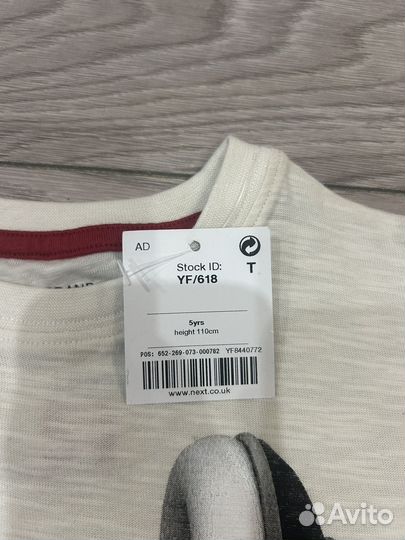 AD
Stock ID:
YF/618
T
5yrs
height 110cm
POS: 652-269-073-000782 YF8440772
www.next.co.uk
Avito